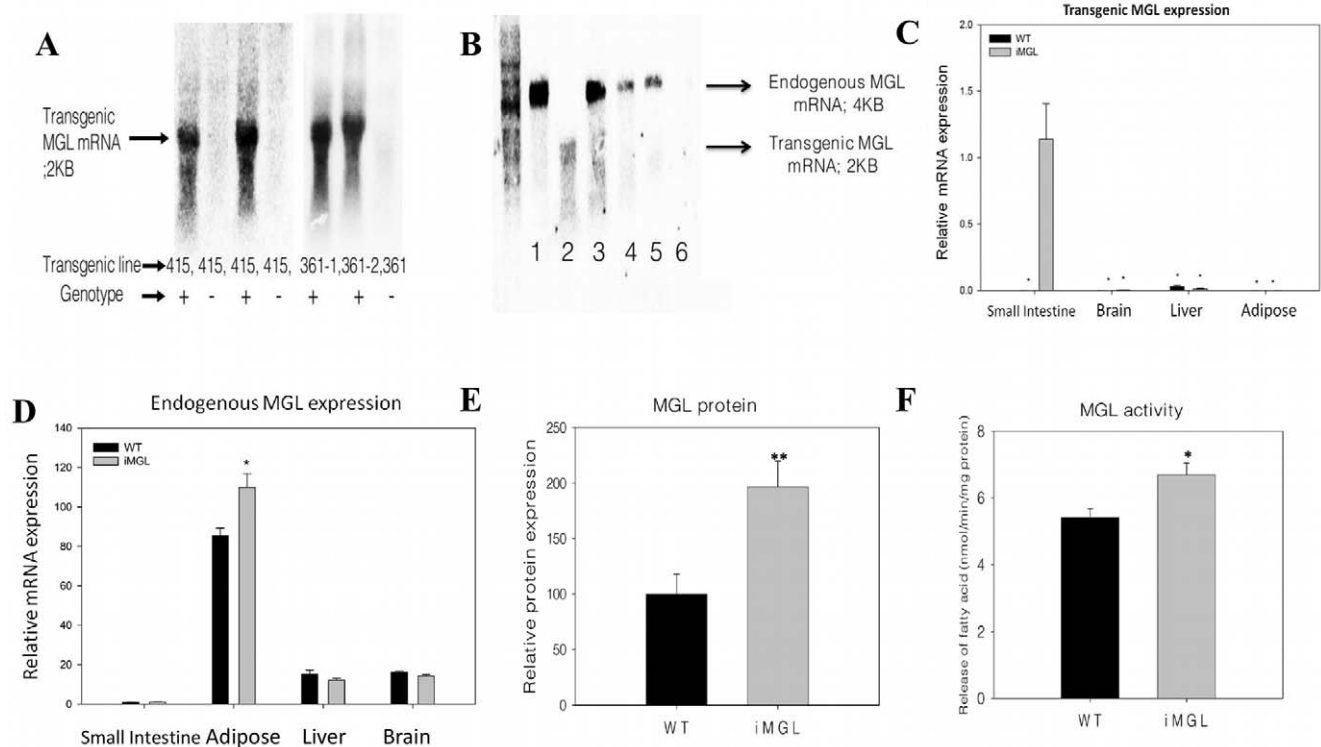 A
Transgenic
MGL mRNA
;2KB
Transgenic line
415, 415, 415, 415, 361-1,361-2,361
Genotype
+ - + - + + -
B
Endogenous MGL
mRNA; 4KB
Transgenic MGL
mRNA; 2KB
1 2 3 4 5 6
C
Transgenic MGL expression
WT
iMGL
Relative mRNA expression
2.0
1.5
1.0
0.5
0.0
* * * * * * *
Small Intestine Brain Liver Adipose
D
Endogenous MGL expression
WT
iMGL
Relative mRNA expression
140
120
100
80
60
40
20
0
*
Small Intestine Adipose Liver Brain
E
MGL protein
Relative protein expression
250
200
150
100
50
0
**
WT iMGL
F
MGL activity
Release of fatty acid (nmol/min/mg protein)
8
6
4
2
0
*
WT iMGL